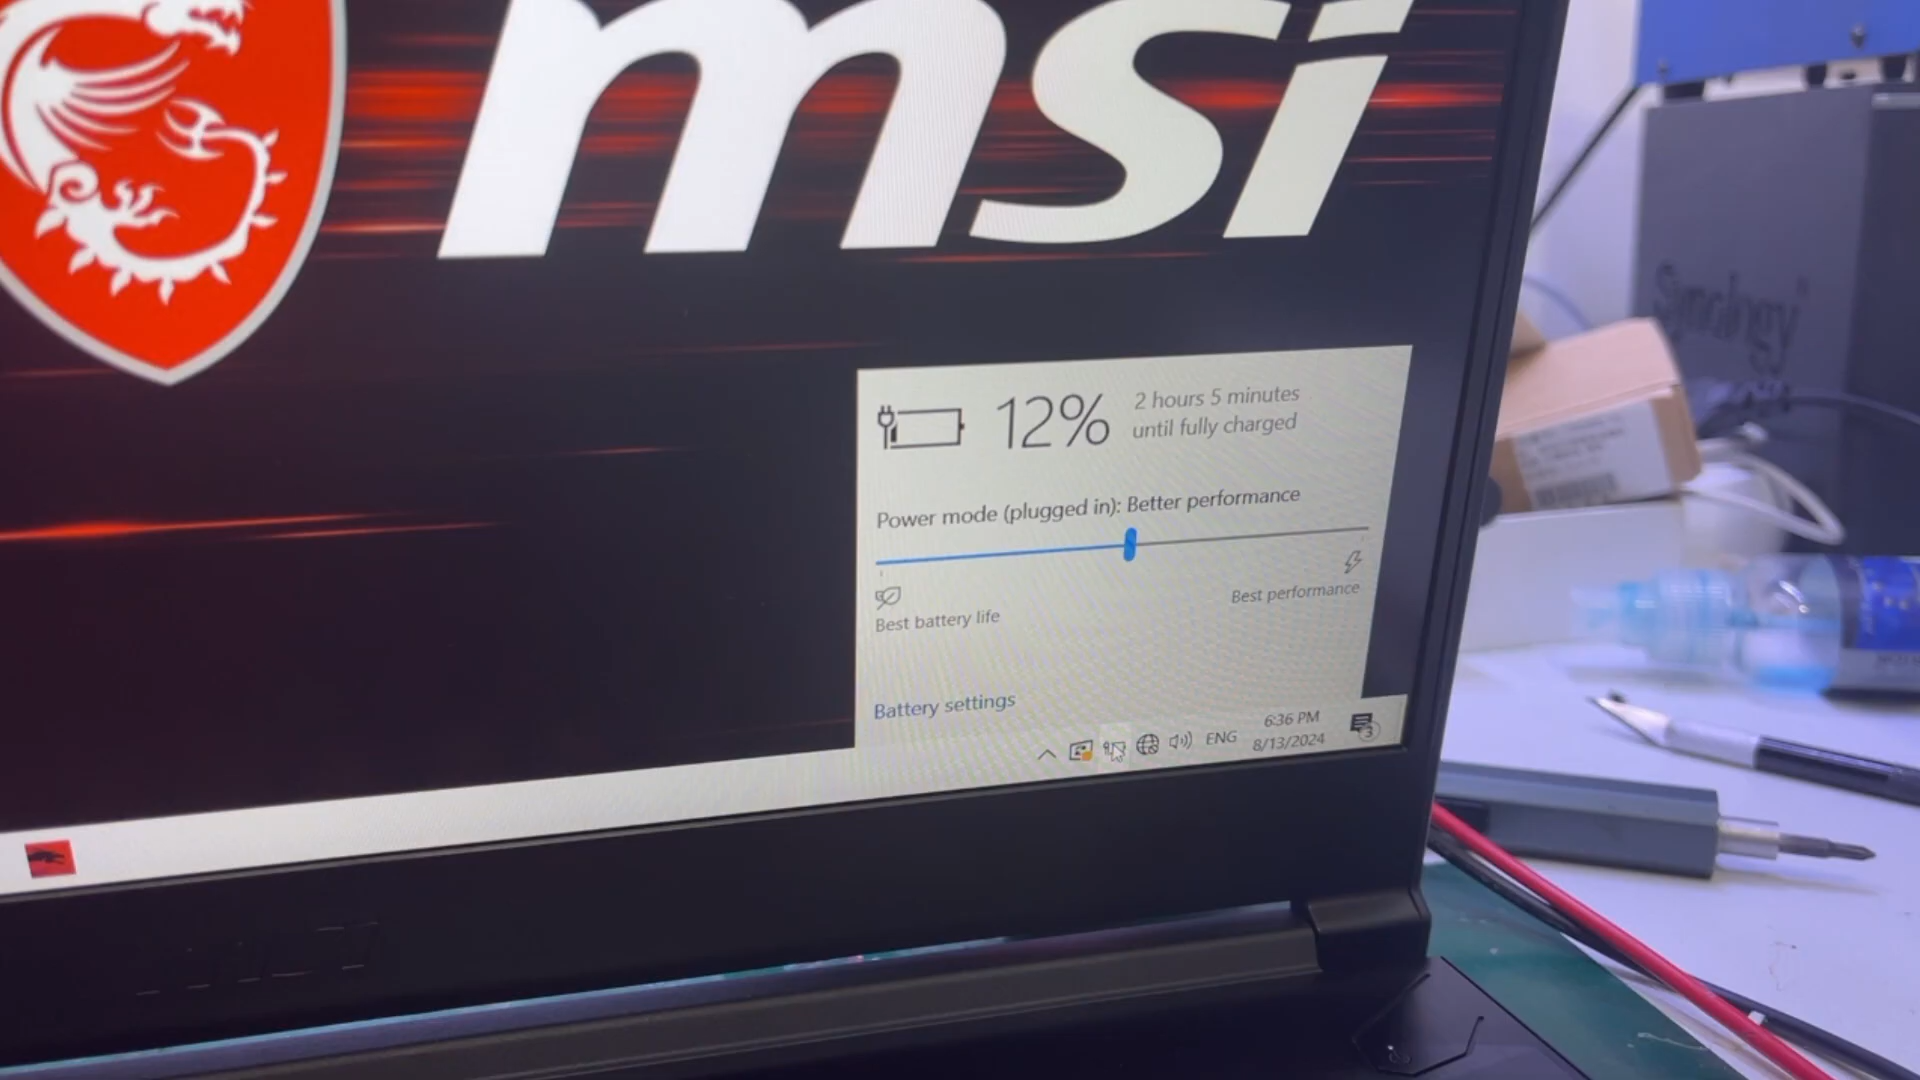 msi
Synology
12%
2 hours 5 minutes
until fully charged
Power mode (plugged in): Better performance
Best battery life
Best performance
Battery settings
ENG
6:36 PM
8/13/2024
3